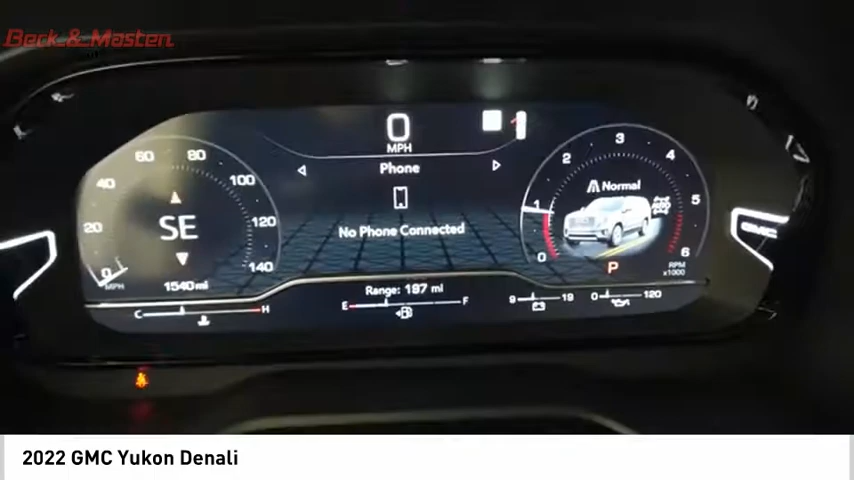 Berk & Masten
0
MPH
Phone
No Phone Connected
0 20 40 60 80 100 120 140
MPH
SE
1540 mi
C H
Range: 197 mi
E F
9 19
0 120
0 1 2 3 4 5 6
Normal
P
RPM
x1000
GMC
2022 GMC Yukon Denali